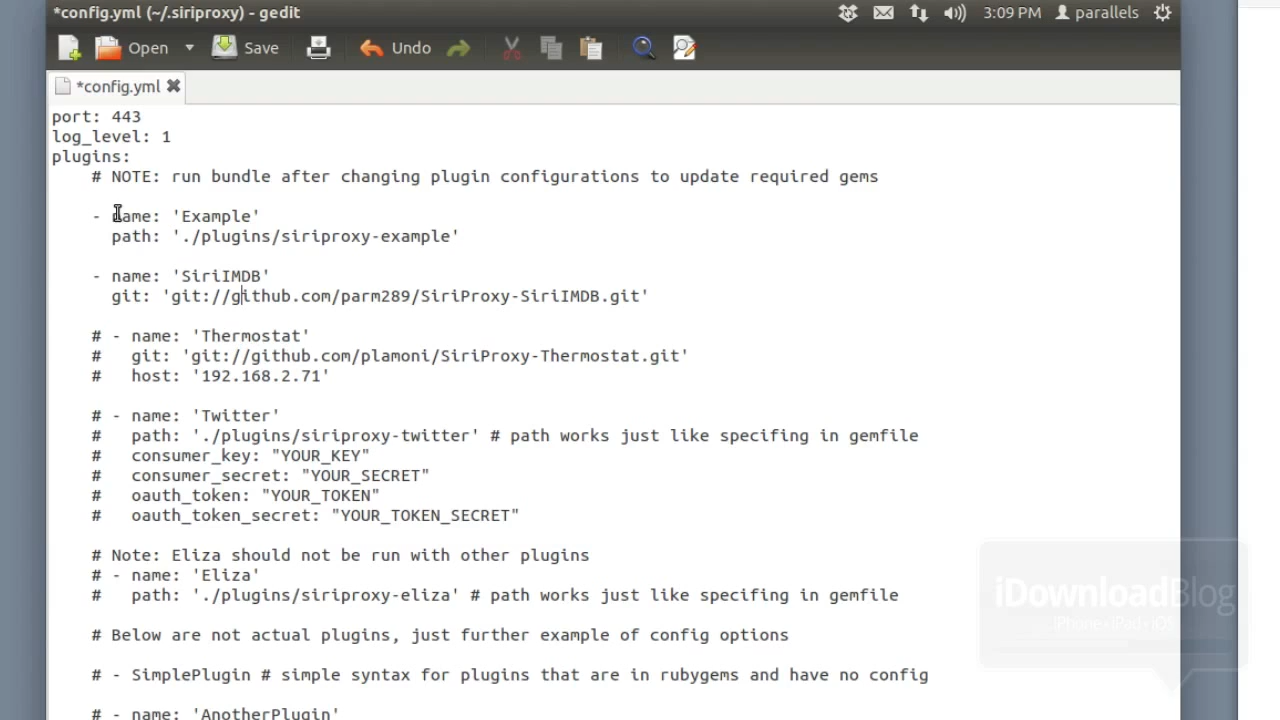 *config.yml (~/.siriproxy) - gedit
3:09 PM parallels
Open Save Undo
*config.yml
port: 443
log_level: 1
plugins:
# NOTE: run bundle after changing plugin configurations to update required gems
- name: 'Example'
path: './plugins/siriproxy-example'
- name: 'SiriIMDB'
git: 'git://github.com/parm289/SiriProxy-SiriIMDB.git'
# - name: 'Thermostat'
#   git: 'git://github.com/plamoni/SiriProxy-Thermostat.git'
#   host: '192.168.2.71'
# - name: 'Twitter'
#   path: './plugins/siriproxy-twitter' # path works just like specifing in gemfile
#   consumer_key: "YOUR_KEY"
#   consumer_secret: "YOUR_SECRET"
#   oauth_token: "YOUR_TOKEN"
#   oauth_token_secret: "YOUR_TOKEN_SECRET"
# Note: Eliza should not be run with other plugins
# - name: 'Eliza'
#   path: './plugins/siriproxy-eliza' # path works just like specifing in gemfile
# Below are not actual plugins, just further example of config options
# - SimplePlugin # simple syntax for plugins that are in rubygems and have no config
# - name: 'AnotherPlugin'
iDownloadBlog
iPhone • iPad • iOS